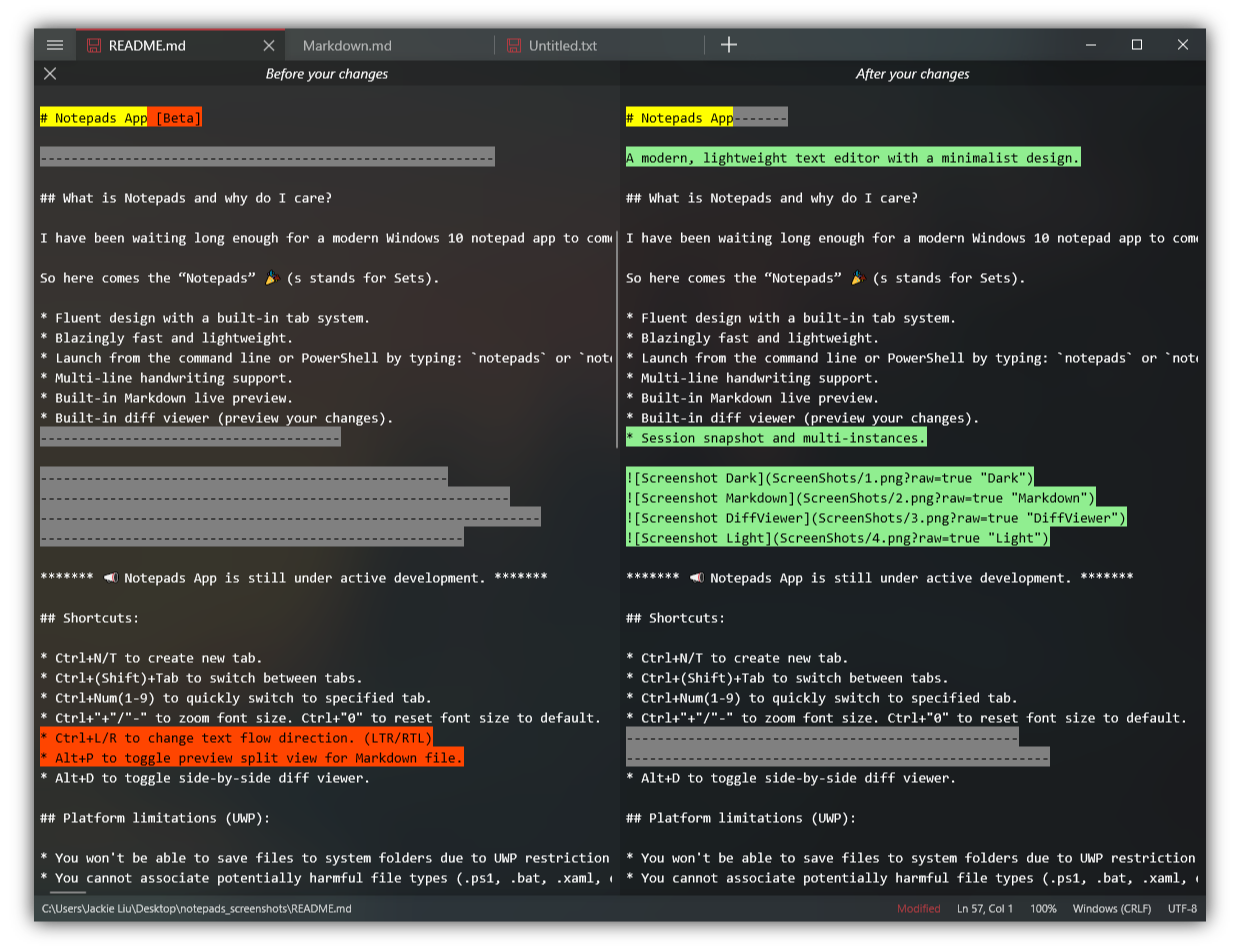 README.md
Markdown.md
Untitled.txt
Before your changes
# Notepads App [Beta]
--------------------------------------------------------
## What is Notepads and why do I care?
I have been waiting long enough for a modern Windows 10 notepad app to
So here comes the “Notepads” 🎉 (s stands for Sets).
* Fluent design with a built-in tab system.
* Blazingly fast and lightweight.
* Launch from the command line or PowerShell by typing: `notepads` or
* Multi-line handwriting support.
* Built-in Markdown live preview.
* Built-in diff viewer (preview your changes).
---------------------------------------
-----------------------------------------------------
-------------------------------------------------------------
-----------------------------------------------------------------
-------------------------------------------------------
******* 📢 Notepads App is still under active development. *******
## Shortcuts:
* Ctrl+N/T to create new tab.
* Ctrl+(Shift)+Tab to switch between tabs.
* Ctrl+Num(1-9) to quickly switch to specified tab.
* Ctrl+"+"/"-" to zoom font size. Ctrl+"0" to reset font size to default.
* Ctrl+L/R to change text flow direction. (LTR/RTL)
* Alt+P to toggle preview split view for Markdown file.
* Alt+D to toggle side-by-side diff viewer.
## Platform limitations (UWP):
* You won't be able to save files to system folders due to UWP restriction
* You cannot associate potentially harmful file types (.ps1, .bat, .xaml,
After your changes
# Notepads App-------
A modern, lightweight text editor with a minimalist design.
## What is Notepads and why do I care?
I have been waiting long enough for a modern Windows 10 notepad app to
So here comes the “Notepads” 🎉 (s stands for Sets).
* Fluent design with a built-in tab system.
* Blazingly fast and lightweight.
* Launch from the command line or PowerShell by typing: `notepads` or
* Multi-line handwriting support.
* Built-in Markdown live preview.
* Built-in diff viewer (preview your changes).
* Session snapshot and multi-instances.
![Screenshot Dark](ScreenShots/1.png?raw=true "Dark")
![Screenshot Markdown](ScreenShots/2.png?raw=true "Markdown")
![Screenshot DiffViewer](ScreenShots/3.png?raw=true "DiffViewer")
![Screenshot Light](ScreenShots/4.png?raw=true "Light")
******* 📢 Notepads App is still under active development. *******
## Shortcuts:
* Ctrl+N/T to create new tab.
* Ctrl+(Shift)+Tab to switch between tabs.
* Ctrl+Num(1-9) to quickly switch to specified tab.
* Ctrl+"+"/"-" to zoom font size. Ctrl+"0" to reset font size to default.
---------------------------------------------------
-------------------------------------------------------
* Alt+D to toggle side-by-side diff viewer.
## Platform limitations (UWP):
* You won't be able to save files to system folders due to UWP restriction
* You cannot associate potentially harmful file types (.ps1, .bat, .xaml,
C:\Users\Jackie Liu\Desktop\notepads_screenshots\README.md
Modified
Ln 57, Col 1
100%
Windows (CRLF)
UTF-8